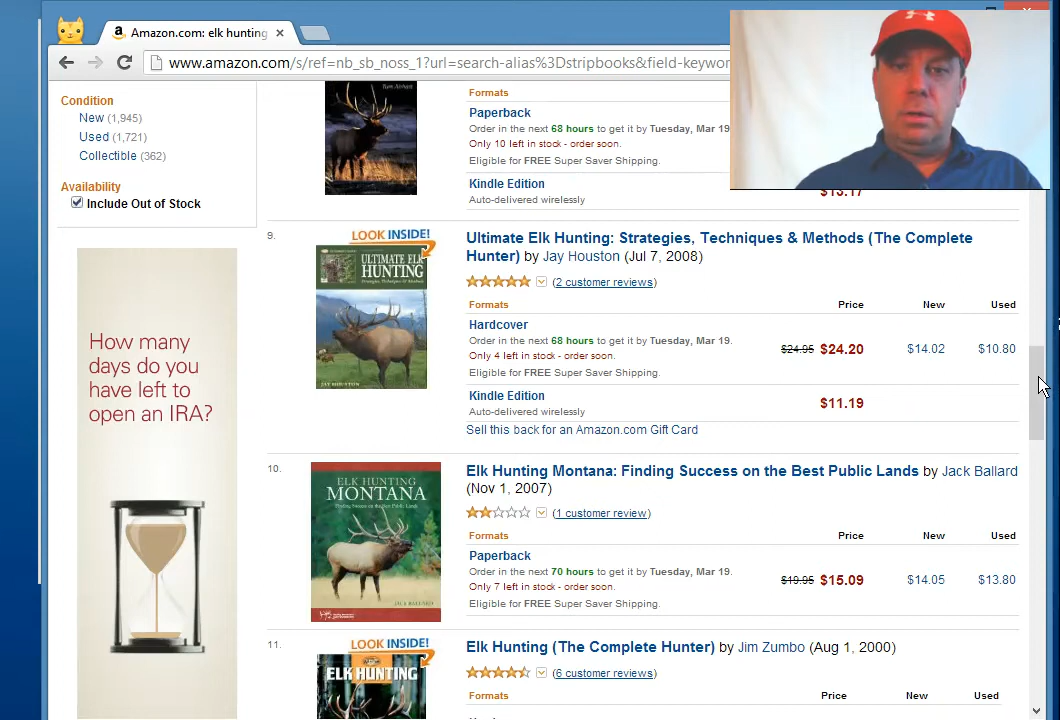 Amazon.com: elk hunting
www.amazon.com/s/ref=nb_sb_noss_1?url=search-alias%3Dstripbooks&field-keywor
Condition
New (1,945)
Used (1,721)
Collectible (362)
Availability
Include Out of Stock
How many
days do you
have left to
open an IRA?
Formats
Paperback
Order in the next 68 hours to get it by Tuesday, Mar 19
Only 10 left in stock - order soon.
Eligible for FREE Super Saver Shipping.
Kindle Edition
Auto-delivered wirelessly
$13.17
9.
LOOK INSIDE!
ULTIMATE ELK
HUNTING
JAY HOUSTON
Ultimate Elk Hunting: Strategies, Techniques & Methods (The Complete
Hunter) by Jay Houston (Jul 7, 2008)
(2 customer reviews)
Formats Price New Used
Hardcover
Order in the next 68 hours to get it by Tuesday, Mar 19.
Only 4 left in stock - order soon.
Eligible for FREE Super Saver Shipping.
$24.95 $24.20 $14.02 $10.80
Kindle Edition
Auto-delivered wirelessly
$11.19
Sell this back for an Amazon.com Gift Card
10.
ELK HUNTING
MONTANA
Finding Success on the Best Public Lands
JACK BALLARD
Elk Hunting Montana: Finding Success on the Best Public Lands by Jack Ballard
(Nov 1, 2007)
(1 customer review)
Formats Price New Used
Paperback
Order in the next 70 hours to get it by Tuesday, Mar 19.
Only 7 left in stock - order soon.
Eligible for FREE Super Saver Shipping.
$19.95 $15.09 $14.05 $13.80
11.
LOOK INSIDE!
ELK HUNTING
Elk Hunting (The Complete Hunter) by Jim Zumbo (Aug 1, 2000)
(6 customer reviews)
Formats Price New Used